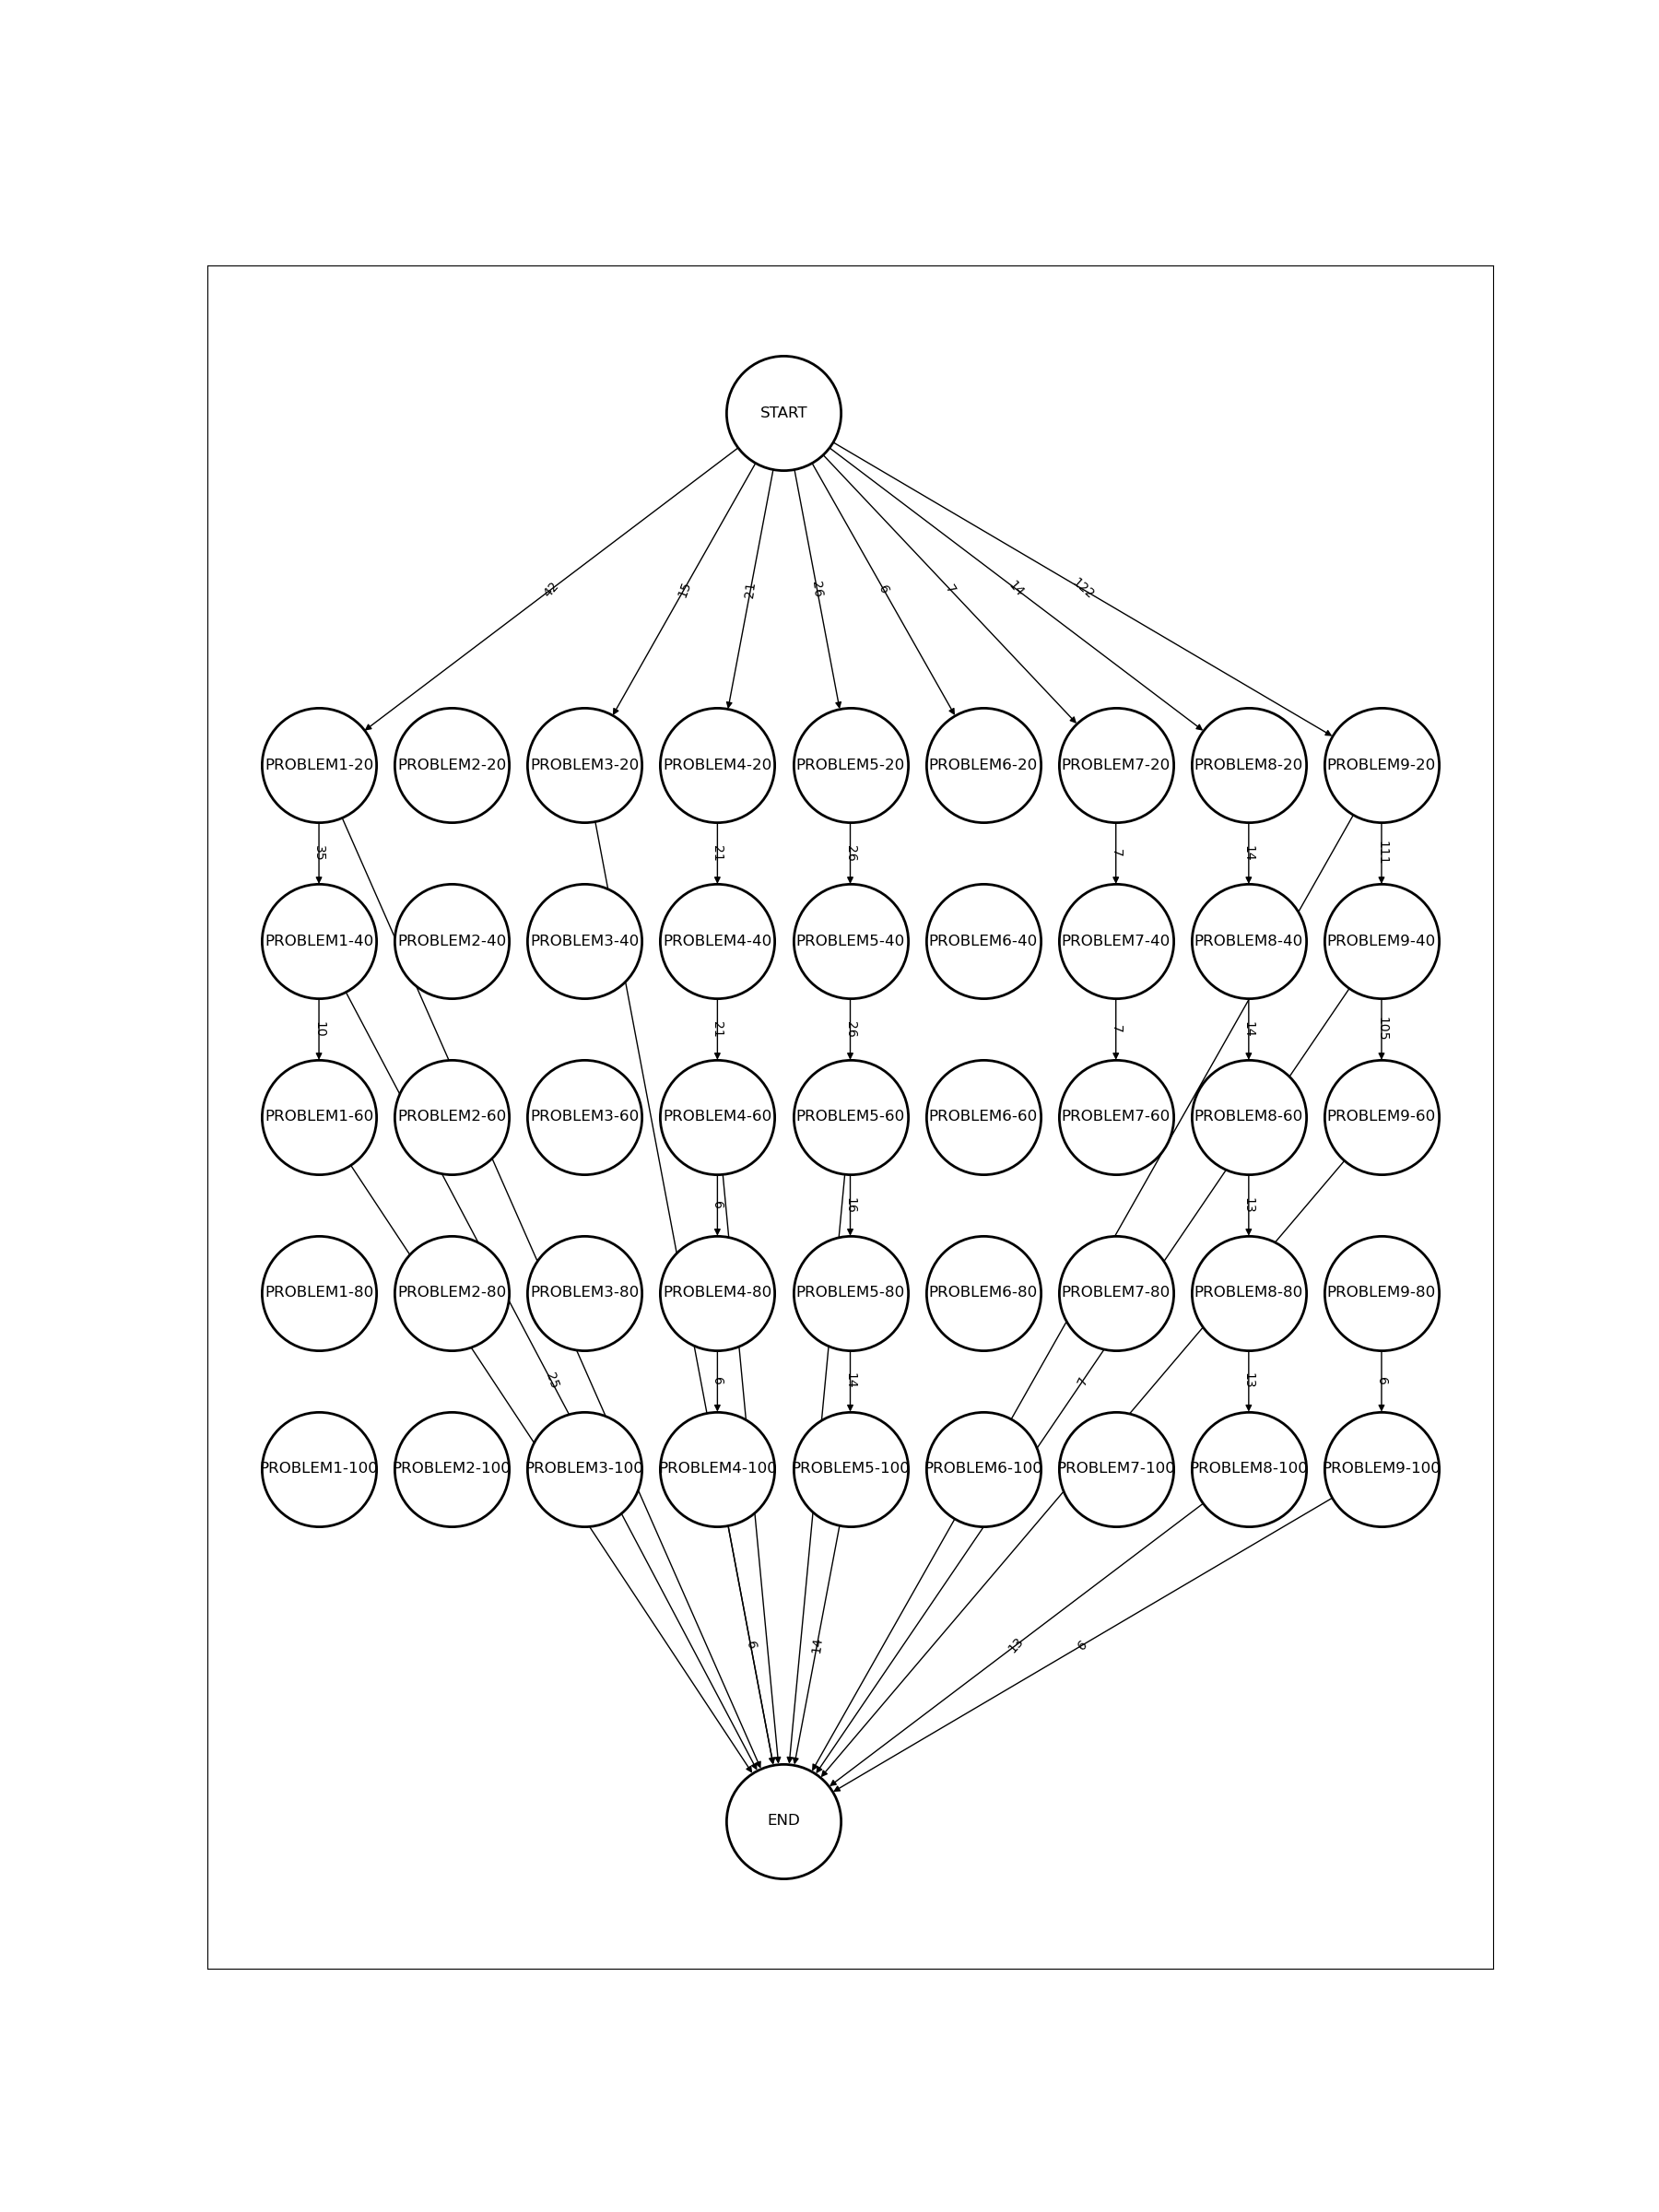 START
42 15 21 26 6 7 14 122
PROBLEM1-20 PROBLEM2-20 PROBLEM3-20 PROBLEM4-20 PROBLEM5-20 PROBLEM6-20 PROBLEM7-20 PROBLEM8-20 PROBLEM9-20
35 21 26 7 14 111
PROBLEM1-40 PROBLEM2-40 PROBLEM3-40 PROBLEM4-40 PROBLEM5-40 PROBLEM6-40 PROBLEM7-40 PROBLEM8-40 PROBLEM9-40
10 21 26 7 14 105
PROBLEM1-60 PROBLEM2-60 PROBLEM3-60 PROBLEM4-60 PROBLEM5-60 PROBLEM6-60 PROBLEM7-60 PROBLEM8-60 PROBLEM9-60
6 16 13
PROBLEM1-80 PROBLEM2-80 PROBLEM3-80 PROBLEM4-80 PROBLEM5-80 PROBLEM6-80 PROBLEM7-80 PROBLEM8-80 PROBLEM9-80
25 6 14 7 13 6
PROBLEM1-100 PROBLEM2-100 PROBLEM3-100 PROBLEM4-100 PROBLEM5-100 PROBLEM6-100 PROBLEM7-100 PROBLEM8-100 PROBLEM9-100
6 14 13 6
END